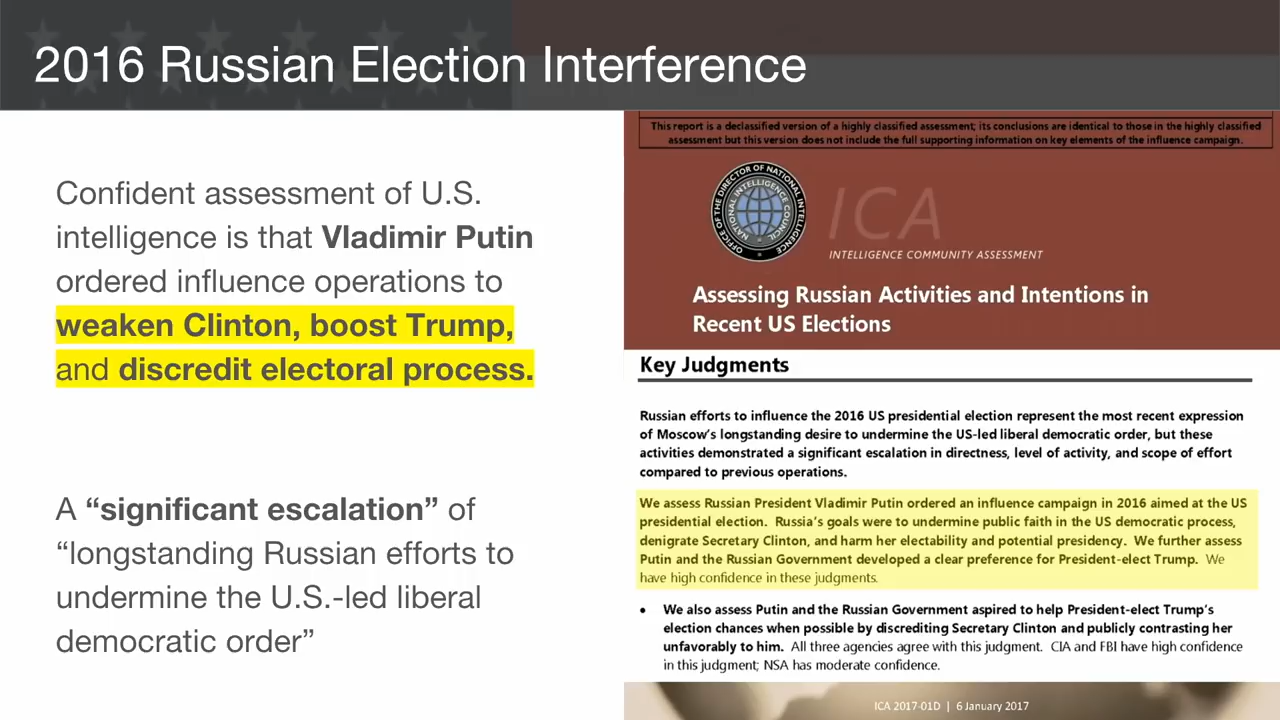 2016 Russian Election Interference
Confident assessment of U.S.
intelligence is that Vladimir Putin
ordered influence operations to
weaken Clinton, boost Trump,
and discredit electoral process.
A “significant escalation” of
“longstanding Russian efforts to
undermine the U.S.-led liberal
democratic order”
This report is a declassified version of a highly classified assessment; its conclusions are identical to those in the highly classified
assessment but this version does not include the full supporting information on key elements of the influence campaign.
OFFICE OF THE DIRECTOR OF NATIONAL INTELLIGENCE
NATIONAL INTELLIGENCE COUNCIL
ICA
INTELLIGENCE COMMUNITY ASSESSMENT
Assessing Russian Activities and Intentions in
Recent US Elections
Key Judgments
Russian efforts to influence the 2016 US presidential election represent the most recent expression
of Moscow’s longstanding desire to undermine the US-led liberal democratic order, but these
activities demonstrated a significant escalation in directness, level of activity, and scope of effort
compared to previous operations.
We assess Russian President Vladimir Putin ordered an influence campaign in 2016 aimed at the US
presidential election. Russia’s goals were to undermine public faith in the US democratic process,
denigrate Secretary Clinton, and harm her electability and potential presidency. We further assess
Putin and the Russian Government developed a clear preference for President-elect Trump. We
have high confidence in these judgments.
• We also assess Putin and the Russian Government aspired to help President-elect Trump’s
election chances when possible by discrediting Secretary Clinton and publicly contrasting her
unfavorably to him. All three agencies agree with this judgment. CIA and FBI have high confidence
in this judgment; NSA has moderate confidence.
ICA 2017-01D | 6 January 2017